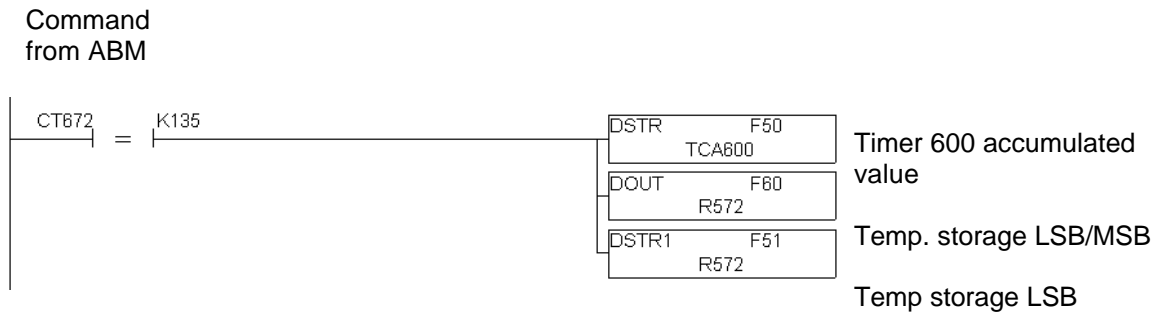 Command
from ABM
CT672 = K135
DSTR F50
TCA600
Timer 600 accumulated
value
DOUT F60
R572
Temp. storage LSB/MSB
DSTR1 F51
R572
Temp storage LSB